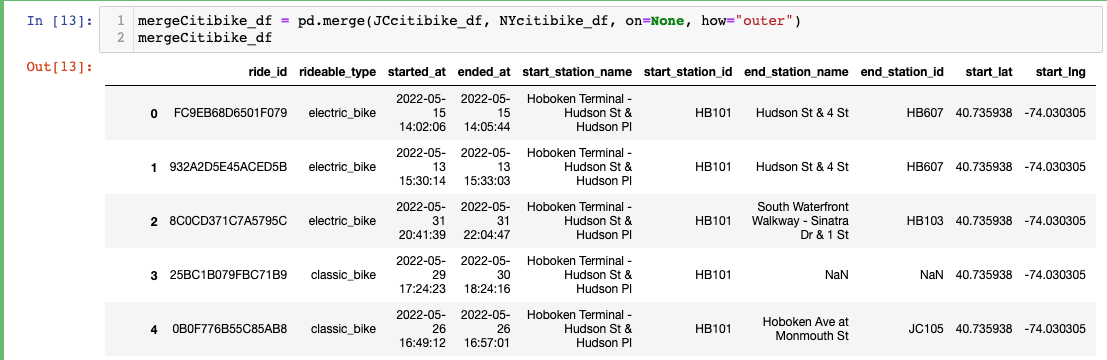 In [13]: 1 mergeCitibike_df = pd.merge(JCcitibike_df, NYcitibike_df, on=None, how="outer")
2 mergeCitibike_df
Out[13]:
ride_id rideable_type started_at ended_at start_station_name start_station_id end_station_name end_station_id start_lat start_lng
0 FC9EB68D6501F079 electric_bike 2022-05-15 14:02:06 2022-05-15 14:05:44 Hoboken Terminal - Hudson St & Hudson Pl HB101 Hudson St & 4 St HB607 40.735938 -74.030305
1 932A2D5E45ACED5B electric_bike 2022-05-13 15:30:14 2022-05-13 15:33:03 Hoboken Terminal - Hudson St & Hudson Pl HB101 Hudson St & 4 St HB607 40.735938 -74.030305
2 8C0CD371C7A5795C electric_bike 2022-05-31 20:41:39 2022-05-31 22:04:47 Hoboken Terminal - Hudson St & Hudson Pl HB101 South Waterfront Walkway - Sinatra Dr & 1 St HB103 40.735938 -74.030305
3 25BC1B079FBC71B9 classic_bike 2022-05-29 17:24:23 2022-05-30 18:24:16 Hoboken Terminal - Hudson St & Hudson Pl HB101 NaN NaN 40.735938 -74.030305
4 0B0F776B55C85AB8 classic_bike 2022-05-26 16:49:12 2022-05-26 16:57:01 Hoboken Terminal - Hudson St & Hudson Pl HB101 Hoboken Ave at Monmouth St JC105 40.735938 -74.030305